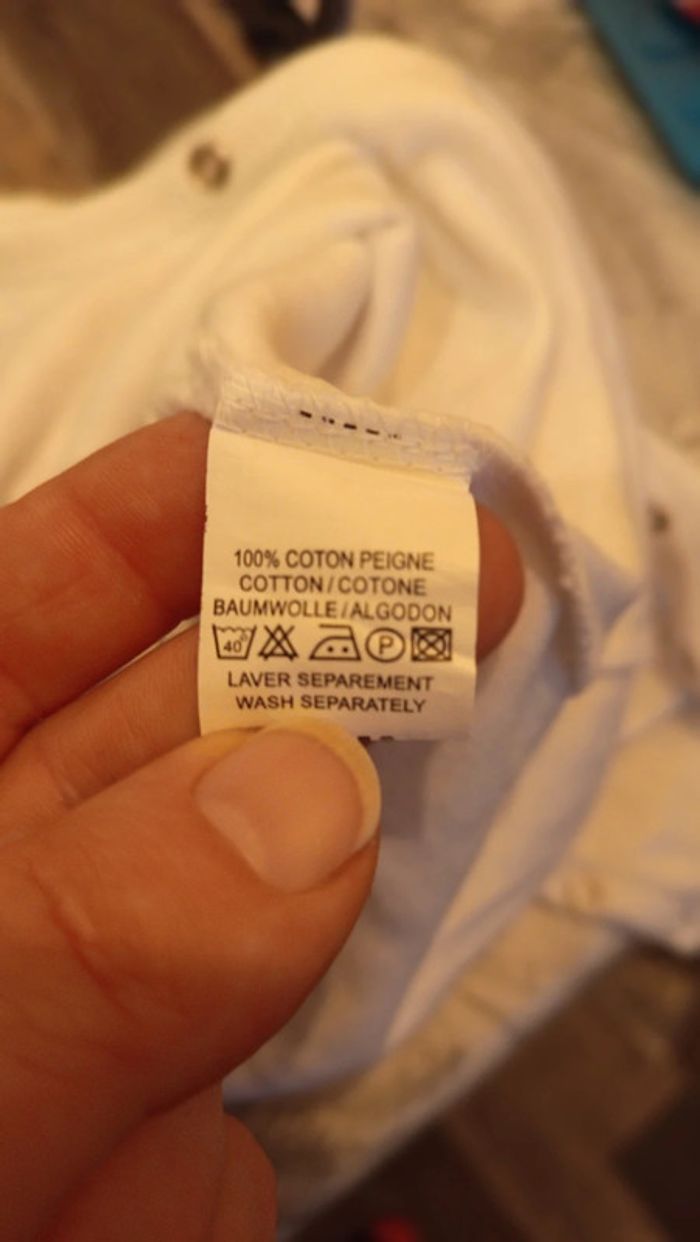 100% COTON PEIGNE
COTTON / COTONE
BAUMWOLLE / ALGODON
40° P
LAVER SEPAREMENT
WASH SEPARATELY